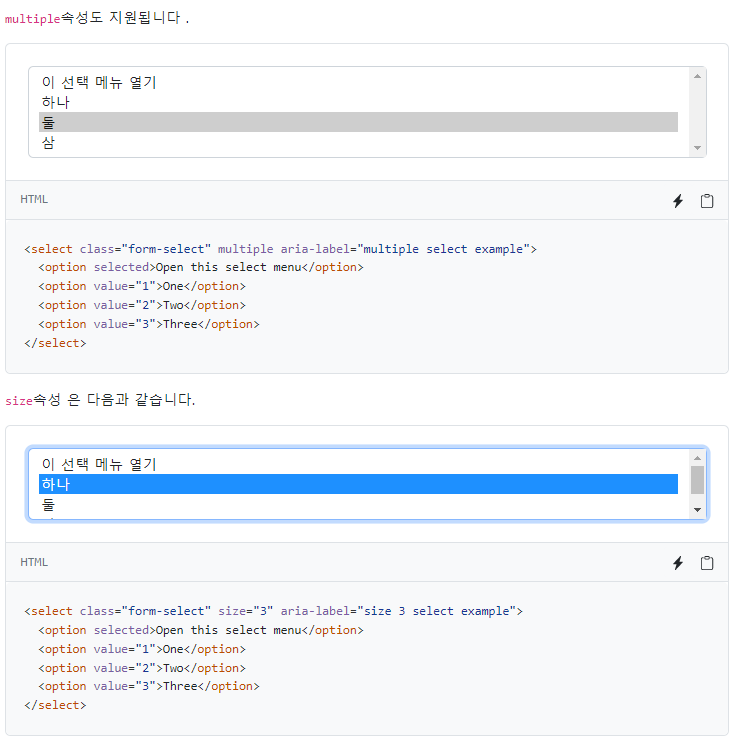 multiple속성도 지원됩니다 .
이 선택 메뉴 열기
하나
둘
삼
HTML
<select class="form-select" multiple aria-label="multiple select example">
  <option selected>Open this select menu</option>
  <option value="1">One</option>
  <option value="2">Two</option>
  <option value="3">Three</option>
</select>
size속성 은 다음과 같습니다.
이 선택 메뉴 열기
하나
둘
HTML
<select class="form-select" size="3" aria-label="size 3 select example">
  <option selected>Open this select menu</option>
  <option value="1">One</option>
  <option value="2">Two</option>
  <option value="3">Three</option>
</select>